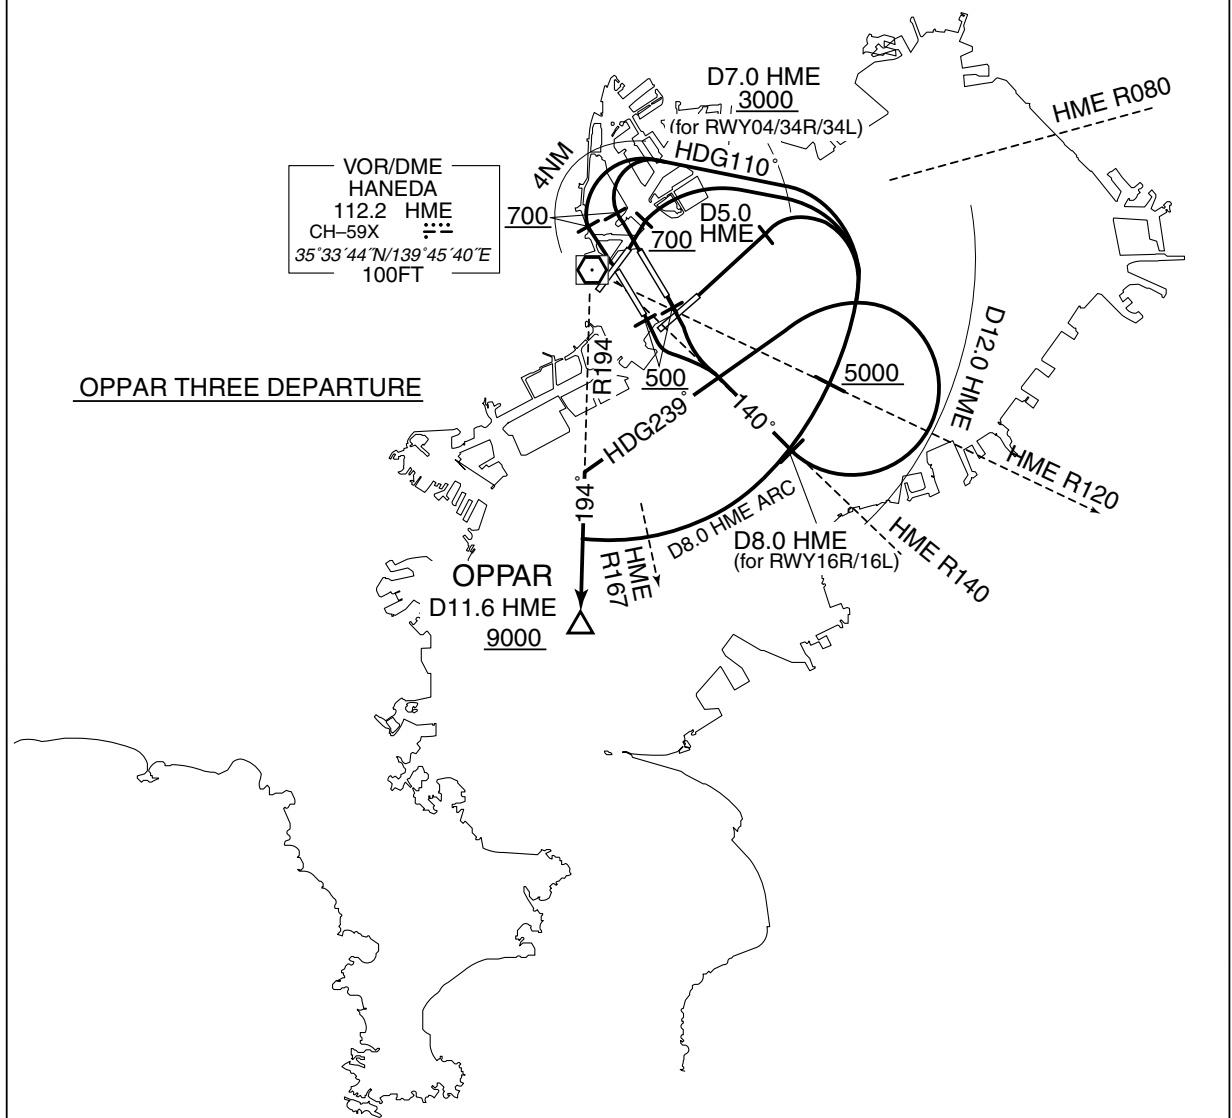 D7.0 HME
3000
(for RWY04/34R/34L)
HME R080
HDG110°
4NM
VOR/DME
HANEDA
112.2 HME
CH–59X
35°33´44˝N/139°45´40˝E
100FT
700
700
D5.0
HME
D12.0 HME
R194
500
5000
OPPAR THREE DEPARTURE
HDG239°
140°
HME R120
194°
D8.0 HME ARC
D8.0 HME
(for RWY16R/16L)
HME R140
HME
R167
OPPAR
D11.6 HME
9000